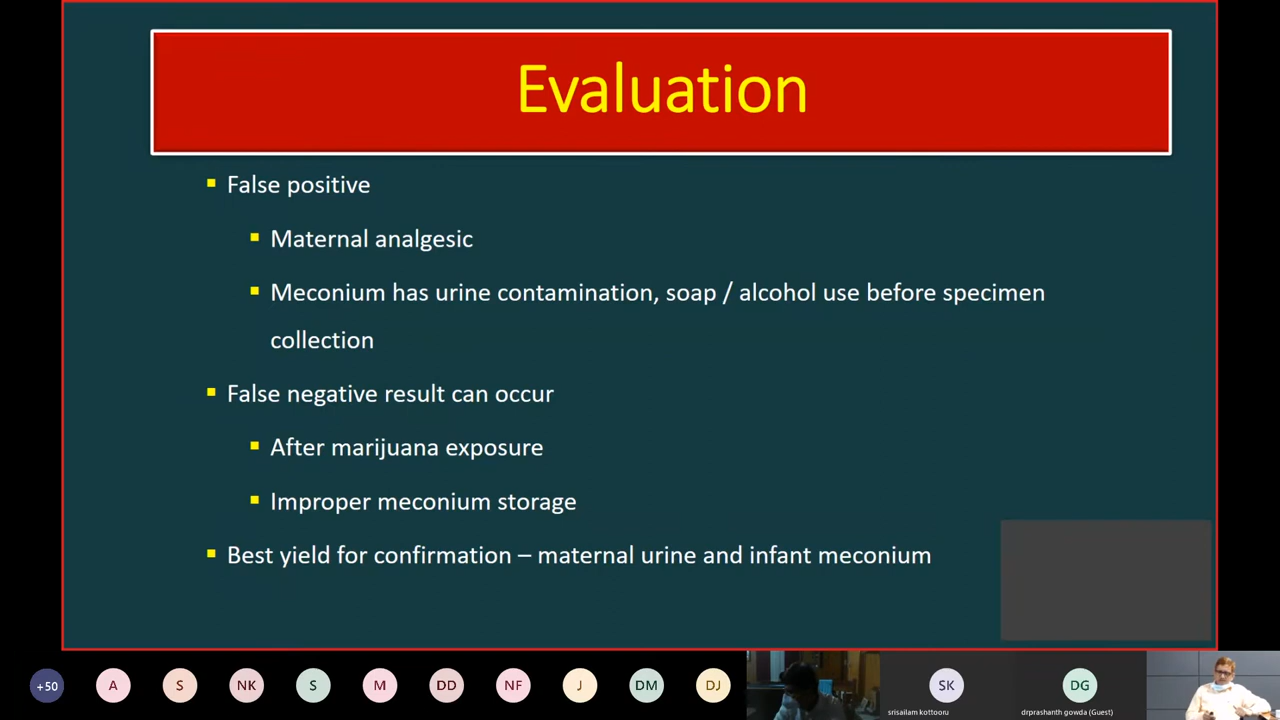 Evaluation
False positive
Maternal analgesic
Meconium has urine contamination, soap / alcohol use before specimen
collection
False negative result can occur
After marijuana exposure
Improper meconium storage
Best yield for confirmation – maternal urine and infant meconium
+50 A S NK S M DD NF J DM DJ SK DG
srisailam kottooru drprashanth gowda (Guest)